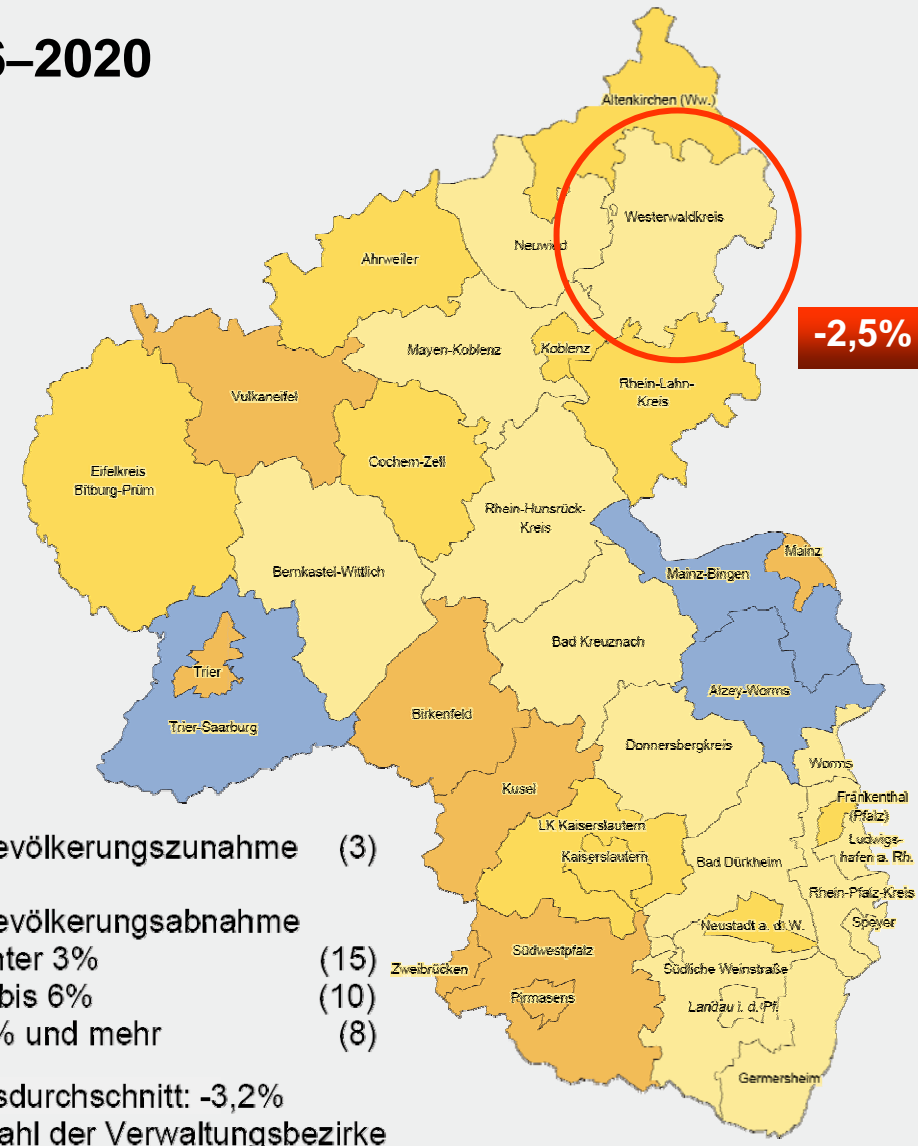 6–2020
Altenkirchen (Ww.)
Westerwaldkreis
Neuwied
Ahrweiler
-2,5%
Mayen-Koblenz
Koblenz
Rhein-Lahn-
Kreis
Vulkaneifel
Cochem-Zell
Eifelkreis
Bitburg-Prüm
Rhein-Hunsrück-
Kreis
Mainz
Mainz-Bingen
Bernkastel-Wittlich
Bad Kreuznach
Trier
Alzey-Worms
Birkenfeld
Trier-Saarburg
Donnersbergkreis
Worms
Kusel
Frankenthal
(Pfalz)
LK Kaiserslautern
Ludwigs-
hafen a. Rh.
Kaiserslautern
Bad Dürkheim
Rhein-Pfalz-Kreis
Neustadt a. d. W.
Speyer
Südwestpfalz
Zweibrücken
Südliche Weinstraße
Pirmasens
Landau i. d. Pf.
Germersheim
evölkerungszunahme (3)
evölkerungsabnahme
nter 3% (15)
bis 6% (10)
% und mehr (8)
sdurchschnitt: -3,2%
ahl der Verwaltungsbezirke